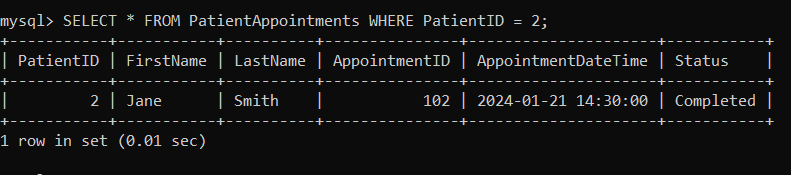 mysql> SELECT * FROM PatientAppointments WHERE PatientID = 2;
+-----------+-----------+----------+---------------+---------------------+-----------+
| PatientID | FirstName | LastName | AppointmentID | AppointmentDateTime | Status    |
+-----------+-----------+----------+---------------+---------------------+-----------+
|         2 | Jane      | Smith    |           102 | 2024-01-21 14:30:00 | Completed |
+-----------+-----------+----------+---------------+---------------------+-----------+
1 row in set (0.01 sec)